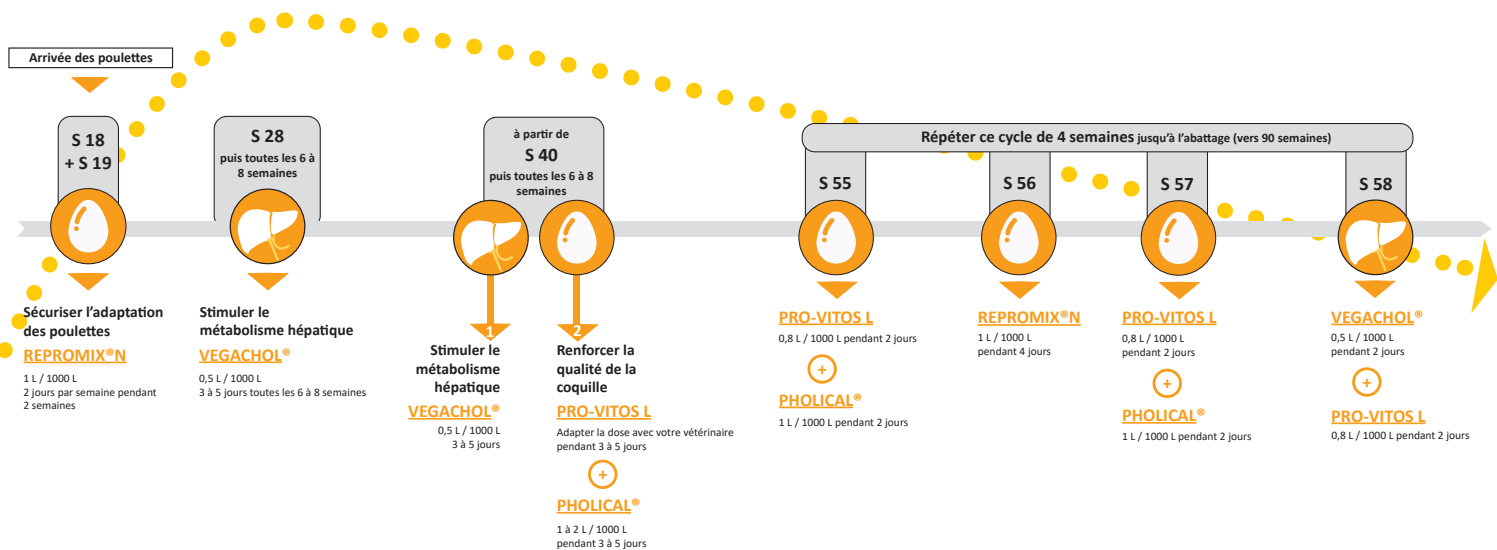 Arrivée des poulettes
S 18
+ S 19
Sécuriser l'adaptation
des poulettes
REPROMIX®N
1 L / 1000 L
2 jours par semaine pendant
2 semaines
S 28
puis toutes les 6 à
8 semaines
Stimuler le
métabolisme hépatique
VEGACHOL®
0,5 L / 1000 L
3 à 5 jours toutes les 6 à 8 semaines
à partir de
S 40
puis toutes les 6 à 8
semaines
1
Stimuler le
métabolisme
hépatique
VEGACHOL®
0,5 L / 1000 L
3 à 5 jours
2
Renforcer la
qualité de la
coquille
PRO-VITOS L
Adapter la dose avec votre vétérinaire
pendant 3 à 5 jours
+
PHOLICAL®
1 à 2 L / 1000 L
pendant 3 à 5 jours
Répéter ce cycle de 4 semaines jusqu'à l'abattage (vers 90 semaines)
S 55
PRO-VITOS L
0,8 L / 1000 L pendant 2 jours
+
PHOLICAL®
1 L / 1000 L pendant 2 jours
S 56
REPROMIX®N
1 L / 1000 L
pendant 4 jours
S 57
PRO-VITOS L
0,8 L / 1000 L
pendant 2 jours
+
PHOLICAL®
1 L / 1000 L pendant 2 jours
S 58
VEGACHOL®
0,5 L / 1000 L
pendant 2 jours
+
PRO-VITOS L
0,8 L / 1000 L pendant 2 jours